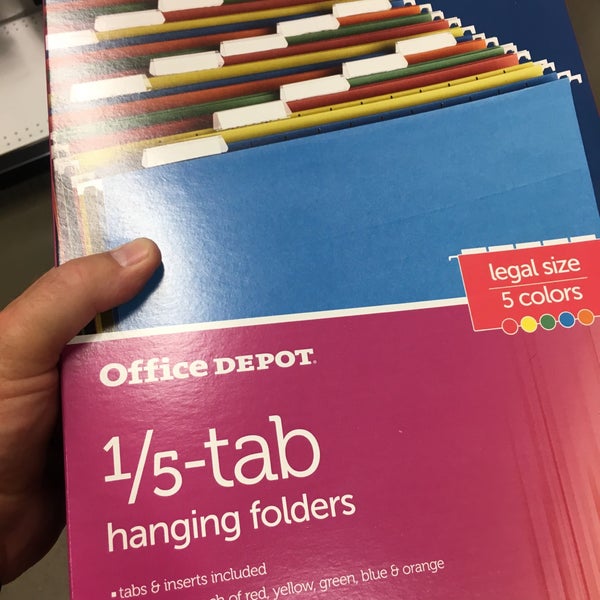 legal size
5 colors
Office DEPOT®
1/5-tab
hanging folders
▪ tabs & inserts included
of red, yellow, green, blue & orange